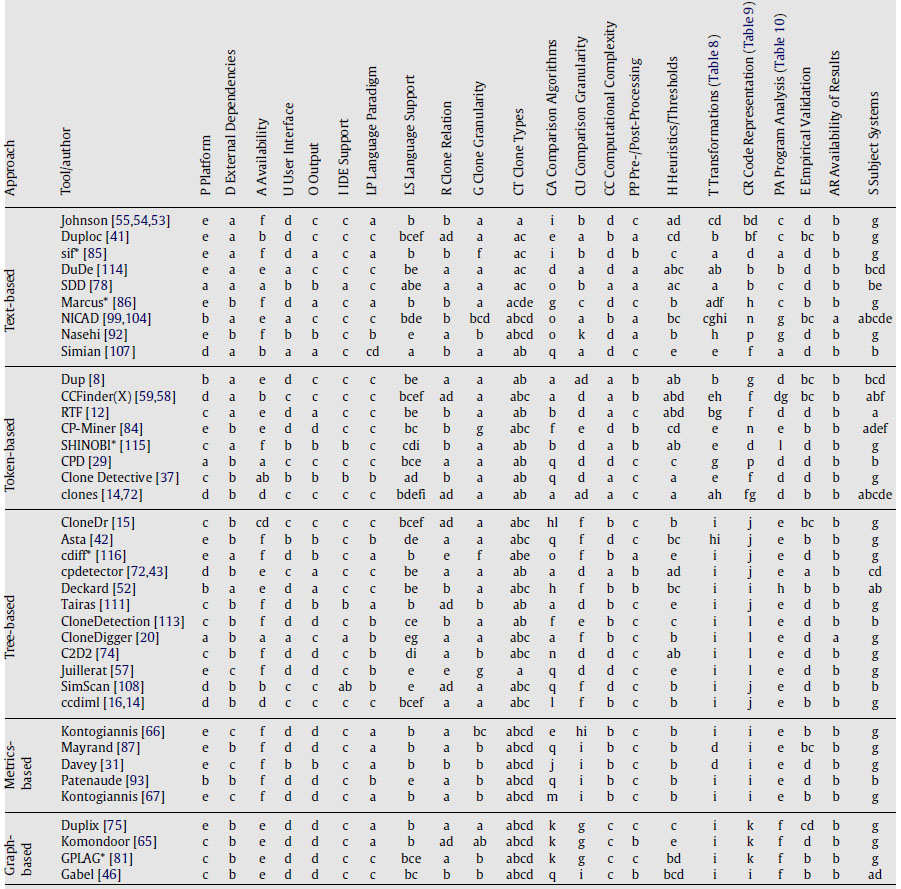 Approach Tool/author P Platform D External Dependencies A Availability U User Interface O Output I IDE Support LP Language Paradigm LS Language Support R Clone Relation G Clone Granularity CT Clone Types CA Comparison Algorithms CU Comparison Granularity CC Computational Complexity PP Pre-/Post-Processing H Heuristics/Thresholds T Transformations (Table 8) CR Code Representation (Table 9) PA Program Analysis (Table 10) E Empirical Validation AR Availability of Results S Subject Systems
Text-based
Johnson [55,54,53] e a f d c c a b b a a i b d c ad cd bd c d b g
Duploc [41] e a b d c c c bcef ad a ac e a b a cd b bf c bc b g
sif* [85] e a f d a c a b b f ac i b d b c a d a d b g
DuDe [114] e a e a c c c be a a ac d a d a abc ab b b d b bcd
SDD [78] a a a b b a c abe a a ac o b a a ac a b c d b be
Marcus* [86] e b f d a c a b b a acde g c d c b adf h c b b g
NICAD [99,104] b a e a c c c bde b bcd abcd o a b a bc cghi n g bc a abcde
Nasehi [92] e b f b b c b e a b abcd o k d a b h p g d b g
Simian [107] d a b a a c cd a b a ab q a d c e e f a d b b
Token-based
Dup [8] b a e d c c c be a a ab a ad a b ab b g d bc b bcd
CCFinder(X) [59,58] d a b c c c c bcef ad a abc a d a b abd eh f dg bc b abf
RTF [12] c a e d a c c be b a ab b d a c abd bg f d d b a
CP-Miner [84] e b e d d c c bc b g abc f e d b cd e n e b b adef
SHINOBI* [115] c a f b b b c cdi b a ab b d a b ab e d l d b g
CPD [29] a b a c c c c bce a a ab q d d c c g p d d b b
Clone Detective [37] c b ab b b b b ad b a ab q d a c a e f d d b g
clones [14,72] d b d c c c c bdefi ad a ab a ad a c a ah fg d b b abcde
Tree-based
CloneDr [15] c b cd c c c c bcef ad a abc hl f b c b i j e bc b g
Asta [42] e b f b b c c de a a abc q f d c bc hi j e b b g
cdiff* [116] e a f d b c a b e f abe o f b a e i j e d b g
cpdetector [72,43] d b e c a c c be a a ab a d a b ad i j e a b cd
Deckard [52] b a e d a c c be b a abc h f b b bc i i h b b ab
Tairas [111] c b f d b b a b ad b ab a d b c e i j e d b g
CloneDetection [113] c b f d d c b ce b a ab f e b c c i l e d b b
CloneDigger [20] a b a a c a b eg a a abc a f b c b i l e d a g
C2D2 [74] c b f d d c c di a b abc n d d c ab i l e d b g
Juillerat [57] e c f d d c b e e g a q d d c e i l e d b g
SimScan [108] d b b c c ab b e ad a abc q f d c b i j e d b b
ccdiml [16,14] d b d c c c c bcef a a abc l f b c b i j e b b g
Metrics-based
Kontogiannis [66] e c f d d c a b a bc abcd e hi b c b i i e b b g
Mayrand [87] e b f d d c a b a b abcd q i b c b d i e bc b g
Davey [31] e c f b b c a b b b abcd j i b c b d i e d b g
Patenaude [93] b b f d d c b e a b abcd q i b c b i i e d b b
Kontogiannis [67] e c f d d c a b a b abcd m i b c b i i e b b g
Graph-based
Duplix [75] e b e d d c a b a a abcd k g c c c i k f cd b g
Komondoor [65] c b e d d c a b ad ab abcd k g c b e i k f d b g
GPLAG* [81] c b e d d c c bce a b abcd k g c c bd i k f b b g
Gabel [46] c b e d d c c bc b b abcd q i c b bcd i i f b b ad